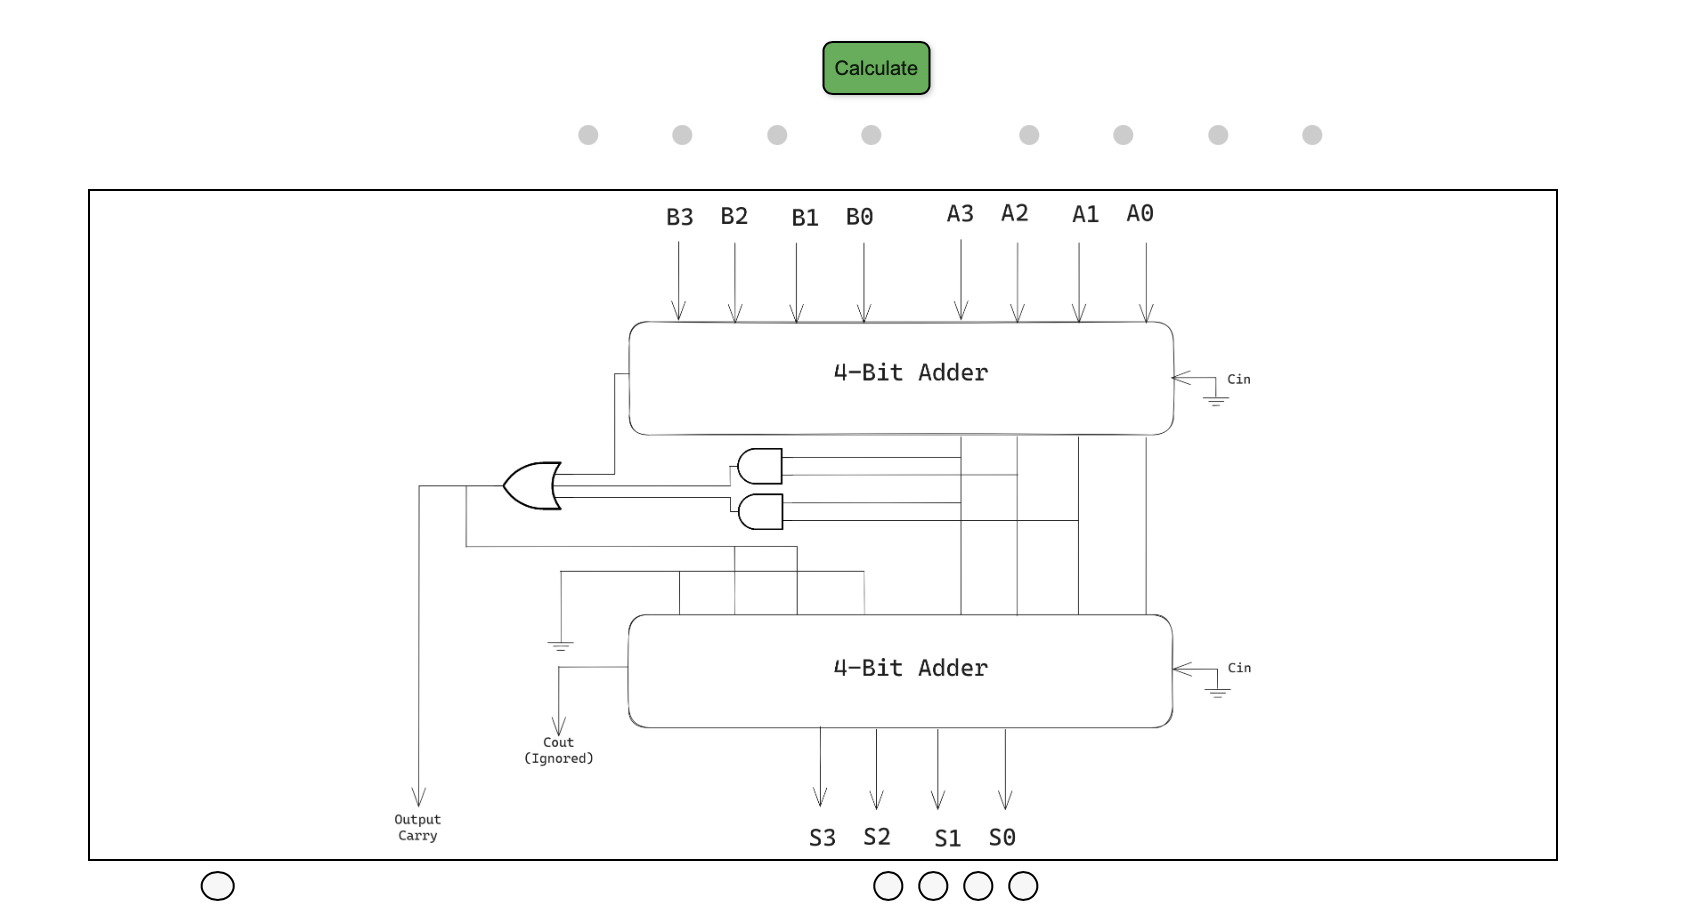 Calculate
B3 B2 B1 B0 A3 A2 A1 A0
4-Bit Adder
Cin
4-Bit Adder
Cin
Cout
(Ignored)
Output
Carry
S3 S2 S1 S0